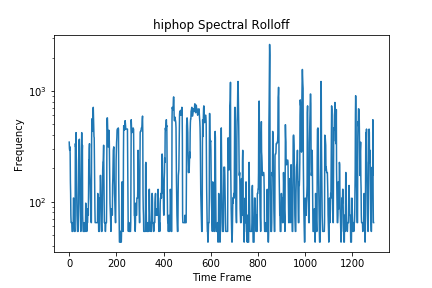 hiphop Spectral Rolloff
Frequency
10³
10²
0 200 400 600 800 1000 1200
Time Frame